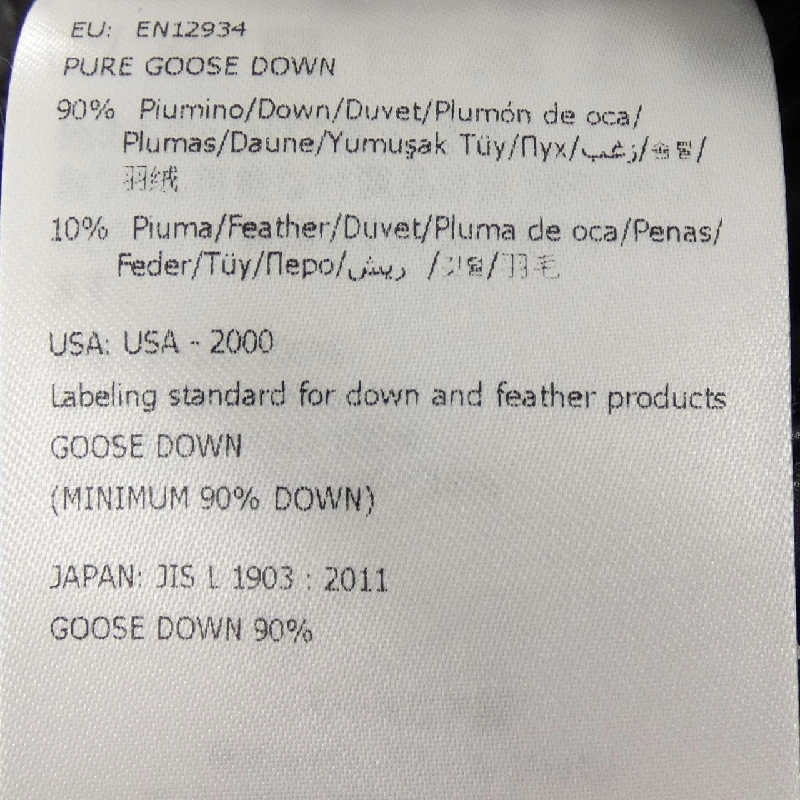 EU: EN12934
PURE GOOSE DOWN
90% Piumino/Down/Duvet/Plumón de oca/
Plumas/Daune/Yumuşak Tüy/Пух/زغب/솜털/
羽绒
10% Piuma/Feather/Duvet/Pluma de oca/Penas/
Feder/Tüy/Перо/ريش /깃털/羽毛
USA: USA - 2000
Labeling standard for down and feather products
GOOSE DOWN
(MINIMUM 90% DOWN)
JAPAN: JIS L 1903 : 2011
GOOSE DOWN 90%